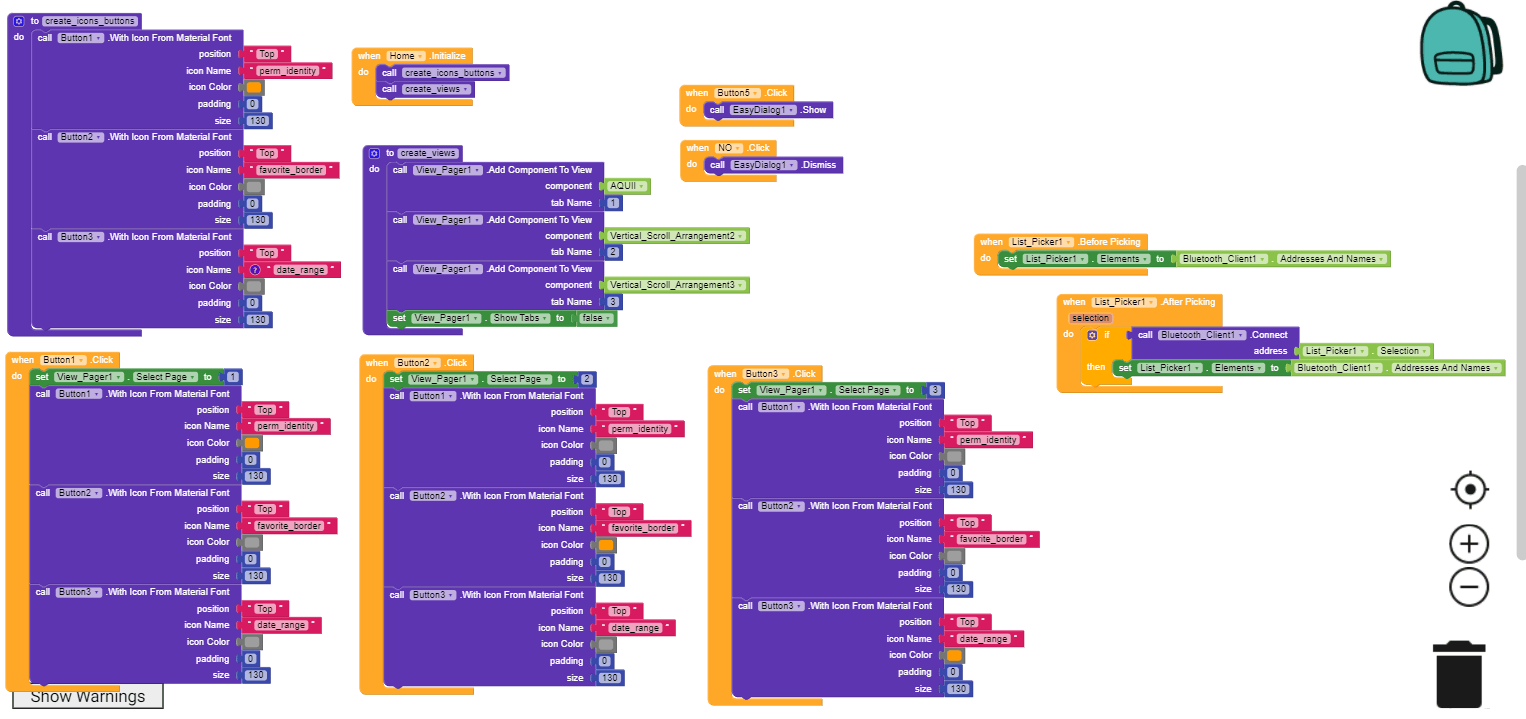 to create_icons_buttons
do call Button1 .With Icon From Material Font
position " Top "
icon Name " perm_identity "
icon Color
padding 0
size 130
call Button2 .With Icon From Material Font
position " Top "
icon Name " favorite_border "
icon Color
padding 0
size 130
call Button3 .With Icon From Material Font
position " Top "
icon Name ? " date_range "
icon Color
padding 0
size 130
when Home .Initialize
do call create_icons_buttons
call create_views
to create_views
do call View_Pager1 .Add Component To View
component AQUII
tab Name 1
call View_Pager1 .Add Component To View
component Vertical_Scroll_Arrangement2
tab Name 2
call View_Pager1 .Add Component To View
component Vertical_Scroll_Arrangement3
tab Name 3
set View_Pager1 . Show Tabs to false
when Button5 .Click
do call EasyDialog1 .Show
when NO .Click
do call EasyDialog1 .Dismiss
when List_Picker1 .Before Picking
do set List_Picker1 . Elements to Bluetooth_Client1 . Addresses And Names
when List_Picker1 .After Picking
selection
do if call Bluetooth_Client1 .Connect
address List_Picker1 . Selection
then set List_Picker1 . Elements to Bluetooth_Client1 . Addresses And Names
when Button1 .Click
do set View_Pager1 . Select Page to 1
call Button1 .With Icon From Material Font
position " Top "
icon Name " perm_identity "
icon Color
padding 0
size 130
call Button2 .With Icon From Material Font
position " Top "
icon Name " favorite_border "
icon Color
padding 0
size 130
call Button3 .With Icon From Material Font
position " Top "
icon Name " date_range "
icon Color
padding 0
size 130
when Button2 .Click
do set View_Pager1 . Select Page to 2
call Button1 .With Icon From Material Font
position " Top "
icon Name " perm_identity "
icon Color
padding 0
size 130
call Button2 .With Icon From Material Font
position " Top "
icon Name " favorite_border "
icon Color
padding 0
size 130
call Button3 .With Icon From Material Font
position " Top "
icon Name " date_range "
icon Color
padding 0
size 130
when Button3 .Click
do set View_Pager1 . Select Page to 3
call Button1 .With Icon From Material Font
position " Top "
icon Name " perm_identity "
icon Color
padding 0
size 130
call Button2 .With Icon From Material Font
position " Top "
icon Name " favorite_border "
icon Color
padding 0
size 130
call Button3 .With Icon From Material Font
position " Top "
icon Name " date_range "
icon Color
padding 0
size 130
Show Warnings